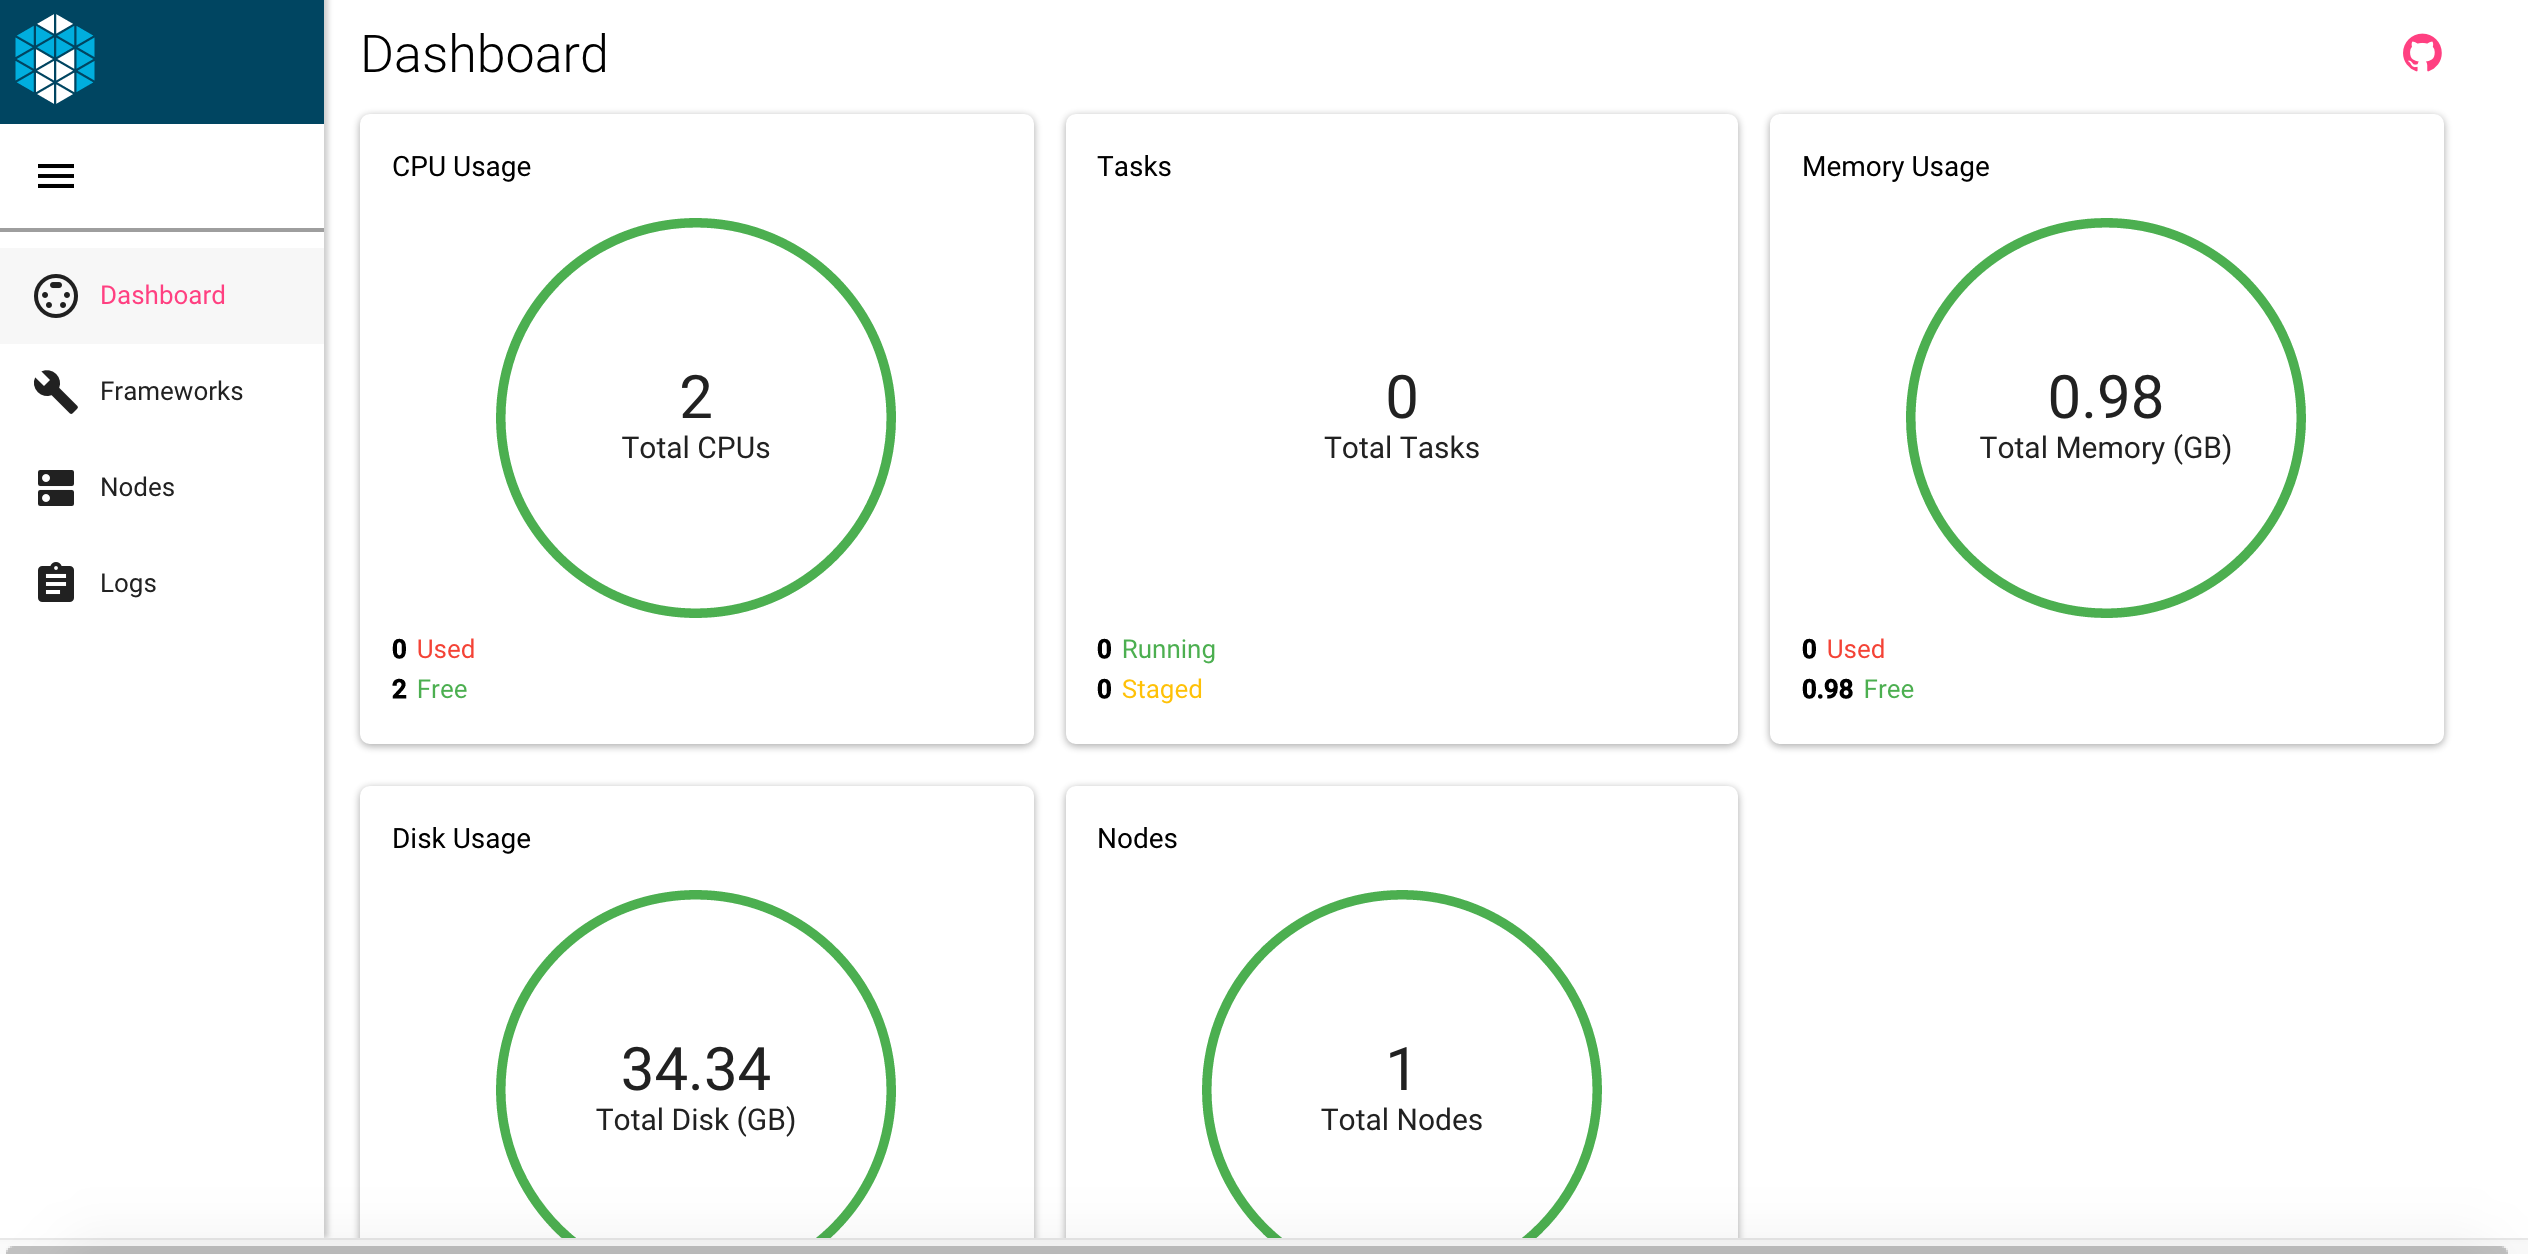 Dashboard
Dashboard
Frameworks
Nodes
Logs
CPU Usage
2
Total CPUs
0 Used
2 Free
Tasks
0
Total Tasks
0 Running
0 Staged
Memory Usage
0.98
Total Memory (GB)
0 Used
0.98 Free
Disk Usage
34.34
Total Disk (GB)
Nodes
1
Total Nodes